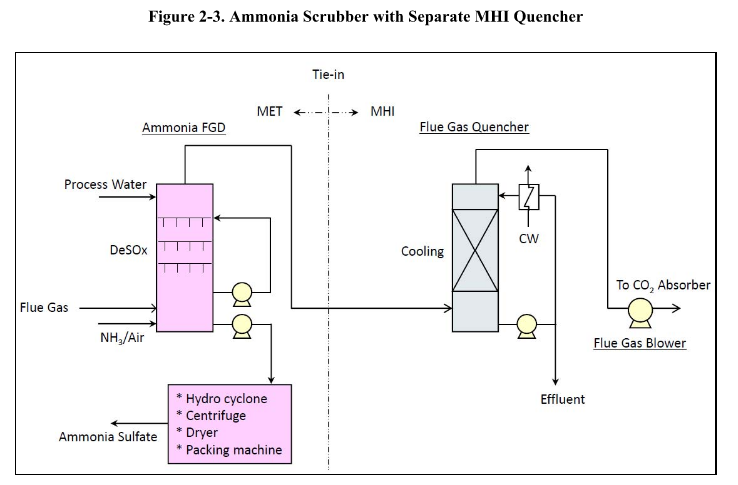 Figure 2-3. Ammonia Scrubber with Separate MHI Quencher
Tie-in
MET
MHI
Ammonia FGD
Flue Gas Quencher
Process Water
DeSOx
Flue Gas
NH₃/Air
Cooling
CW
To CO₂ Absorber
Flue Gas Blower
Effluent
* Hydro cyclone
* Centrifuge
* Dryer
* Packing machine
Ammonia Sulfate